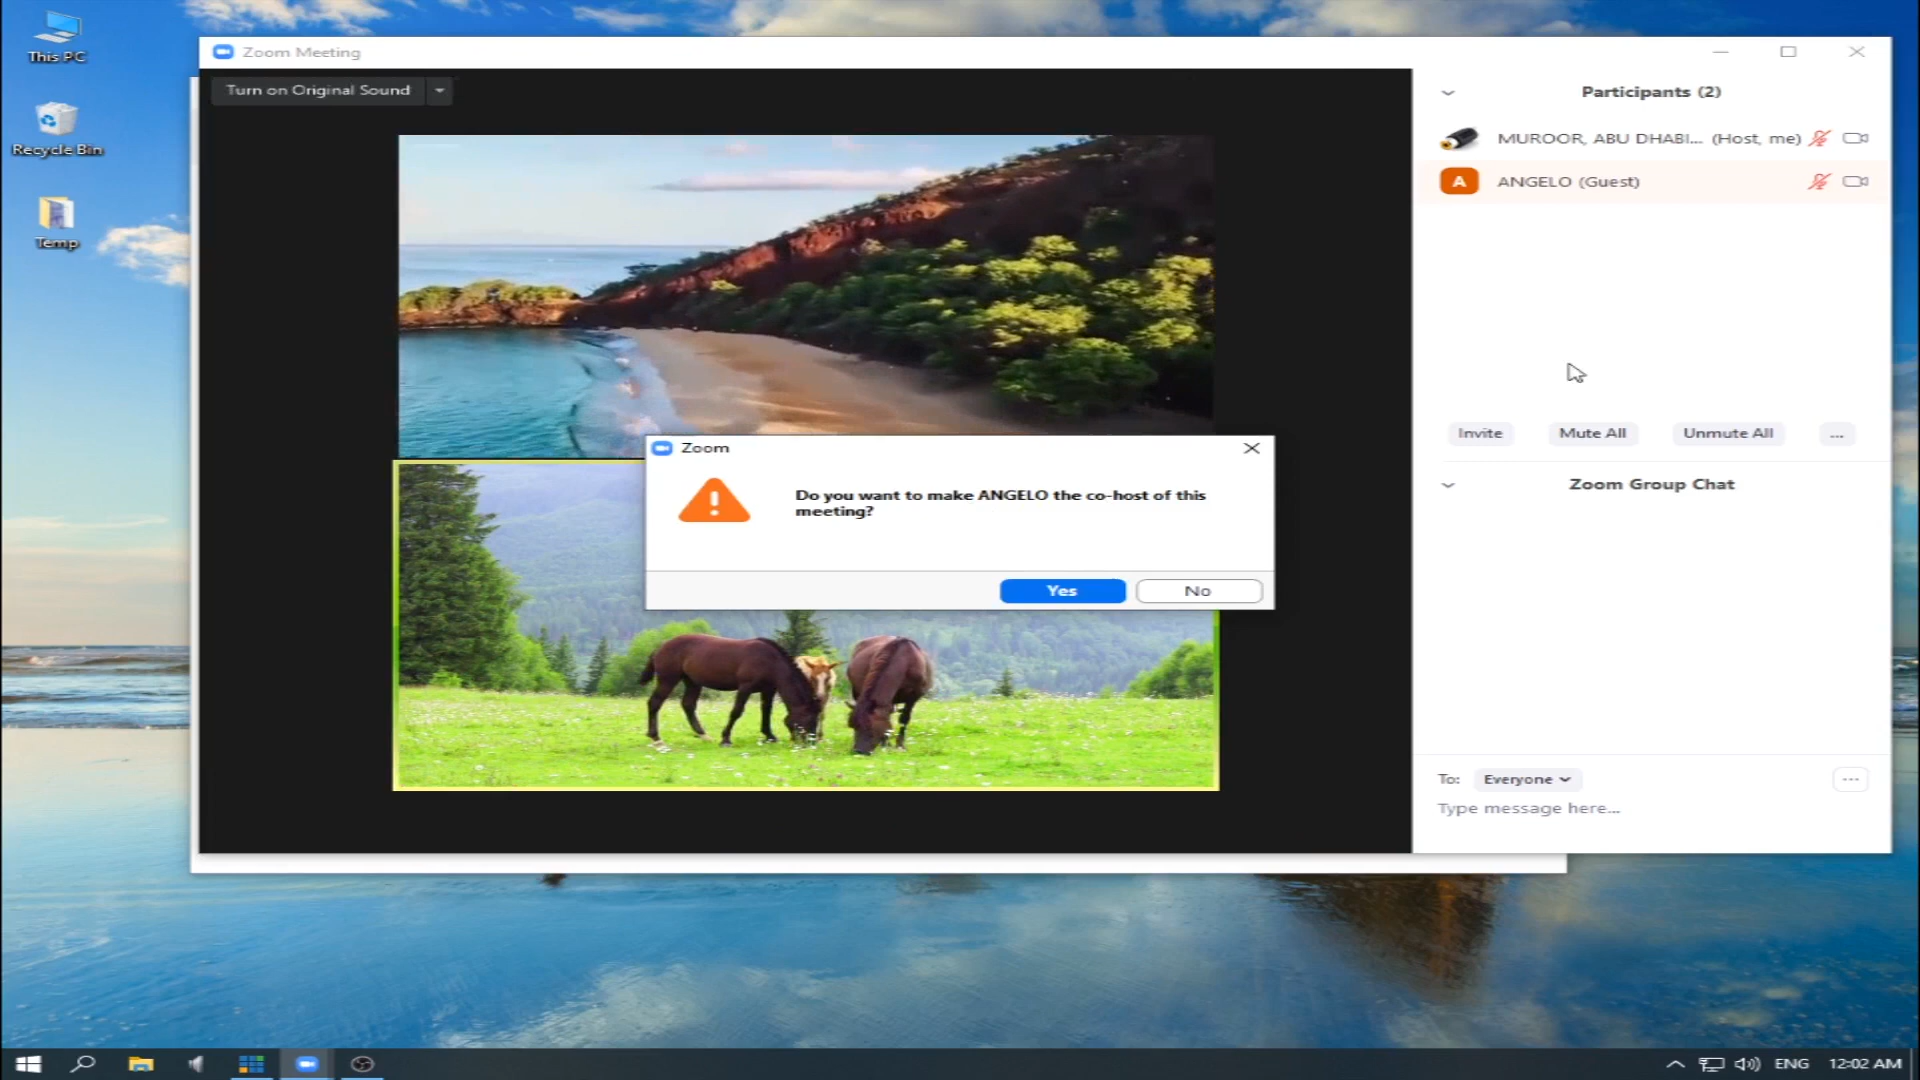 This PC
Recycle Bin
Temp
Zoom Meeting
Turn on Original Sound
Participants (2)
MUROOR, ABU DHABI... (Host, me)
A ANGELO (Guest)
Invite Mute All Unmute All ...
Zoom Group Chat
Zoom
Do you want to make ANGELO the co-host of this
meeting?
Yes No
To: Everyone ...
Type message here...
ENG 12:02 AM